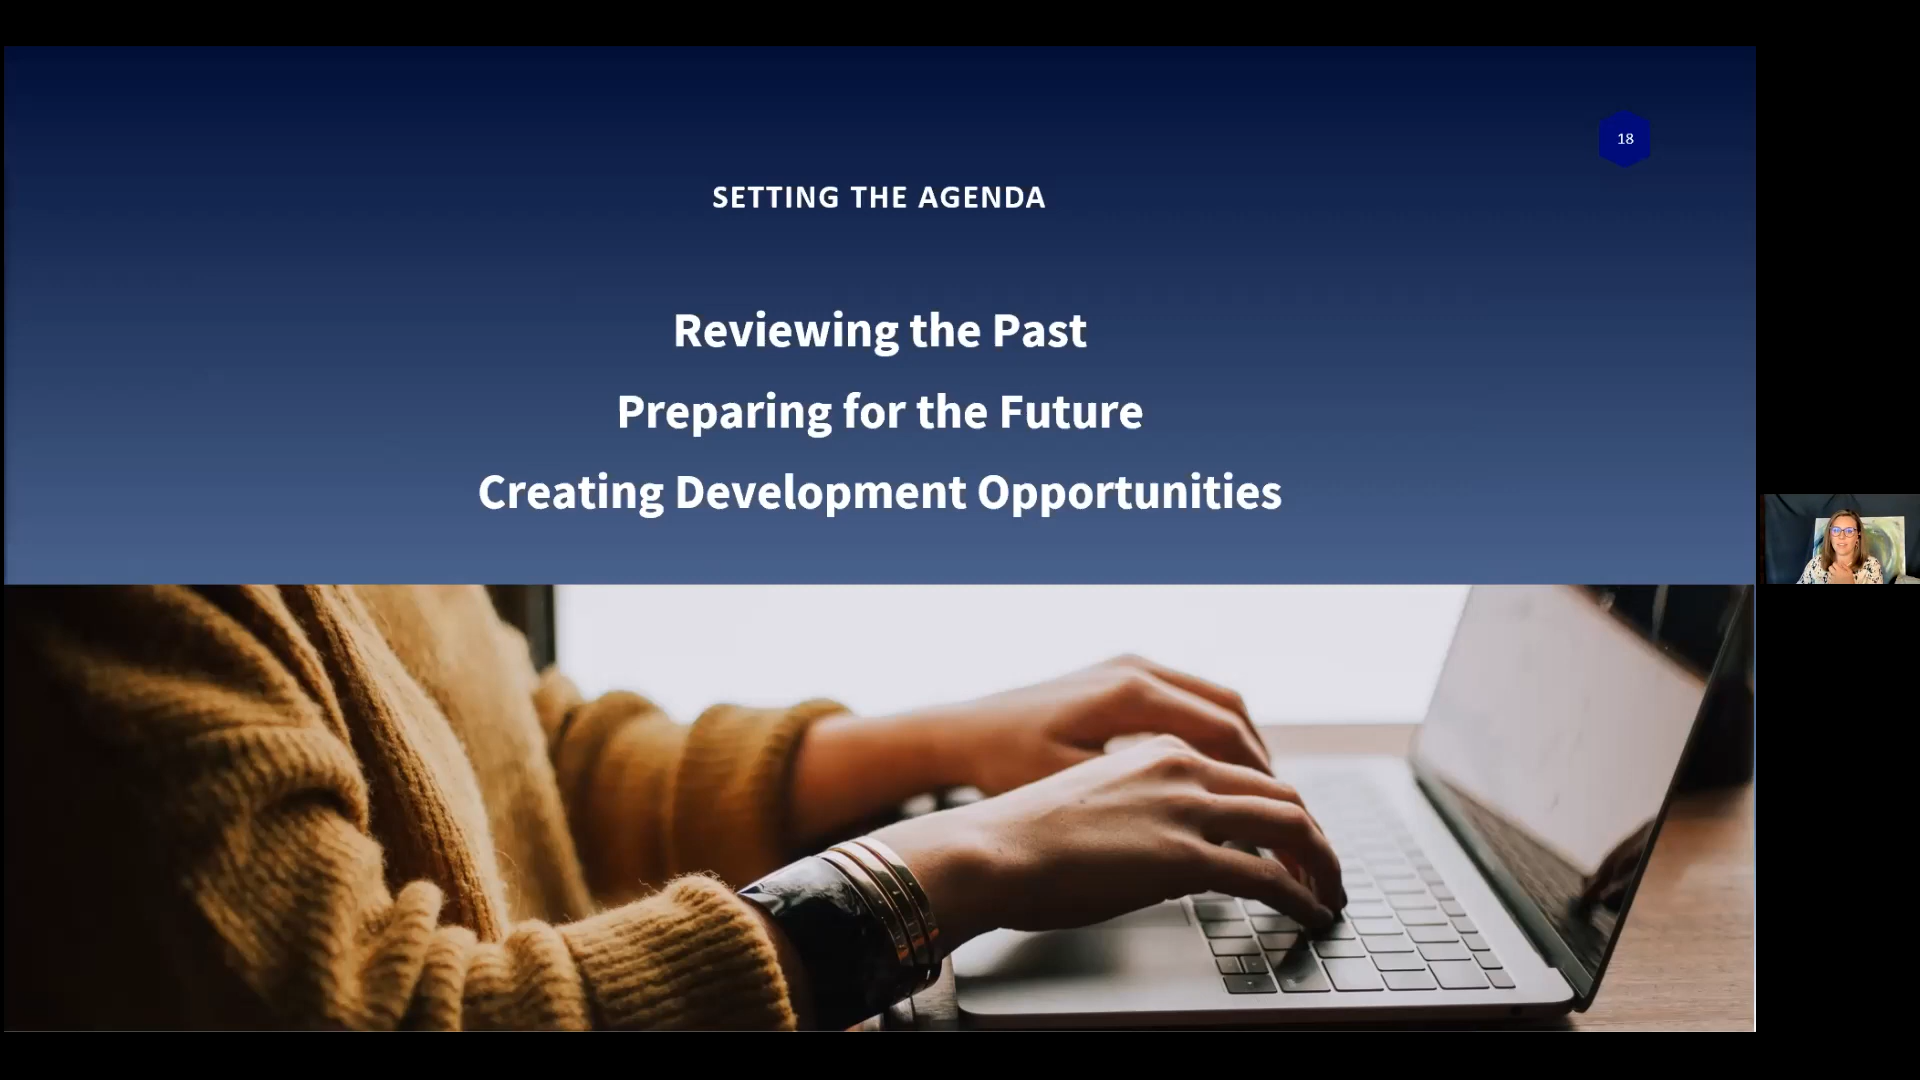 18
SETTING THE AGENDA
Reviewing the Past
Preparing for the Future
Creating Development Opportunities